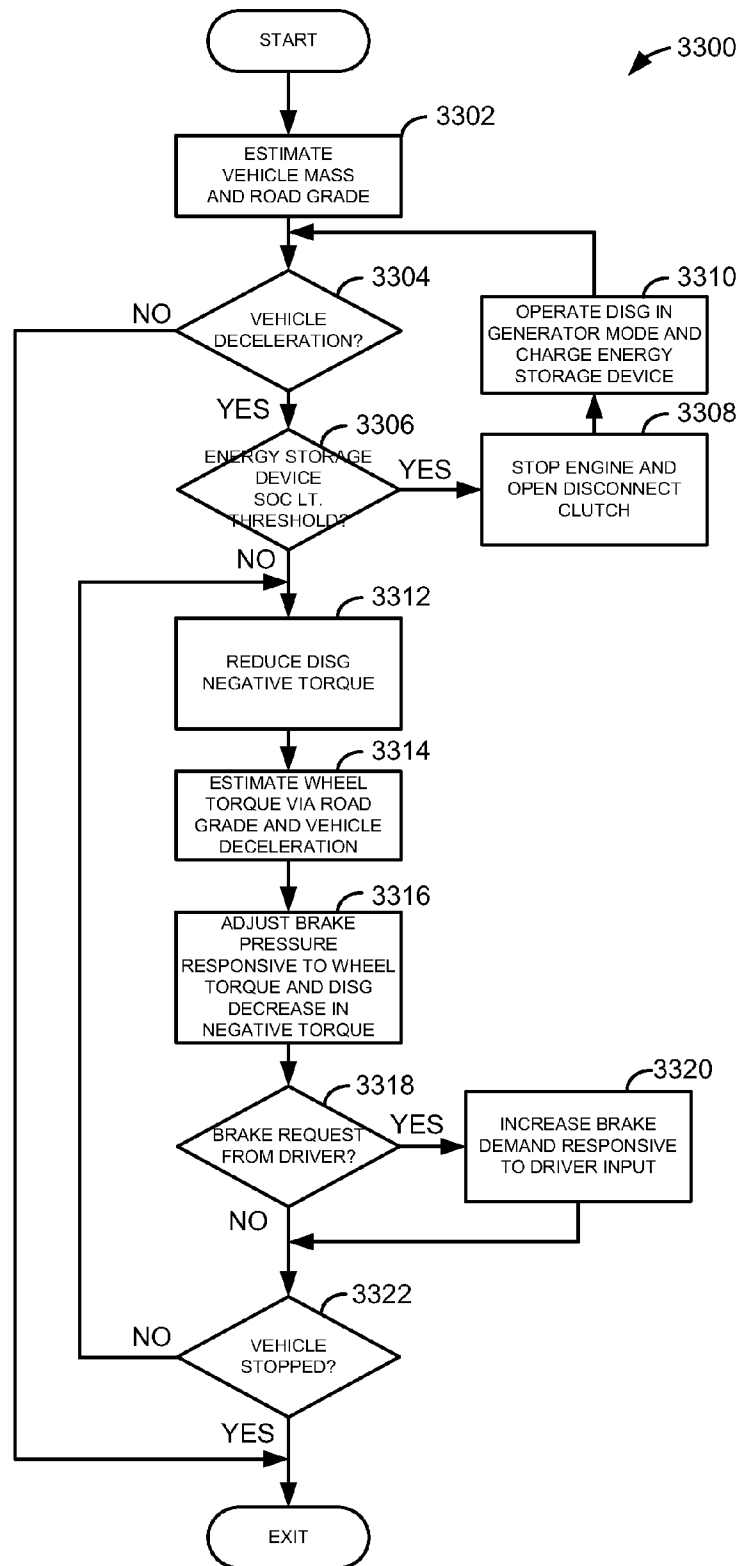 START
3300
3302
ESTIMATE
VEHICLE MASS
AND ROAD GRADE
3304
NO
VEHICLE
DECELERATION?
3310
OPERATE DISG IN
GENERATOR MODE AND
CHARGE ENERGY
STORAGE DEVICE
YES
3306
ENERGY STORAGE
DEVICE
SOC LT.
THRESHOLD?
YES
3308
STOP ENGINE AND
OPEN DISCONNECT
CLUTCH
NO
3312
REDUCE DISG
NEGATIVE TORQUE
3314
ESTIMATE WHEEL
TORQUE VIA ROAD
GRADE AND VEHICLE
DECELERATION
3316
ADJUST BRAKE
PRESSURE
RESPONSIVE TO WHEEL
TORQUE AND DISG
DECREASE IN
NEGATIVE TORQUE
3318
BRAKE REQUEST
FROM DRIVER?
YES
3320
INCREASE BRAKE
DEMAND RESPONSIVE
TO DRIVER INPUT
NO
3322
NO
VEHICLE
STOPPED?
YES
EXIT